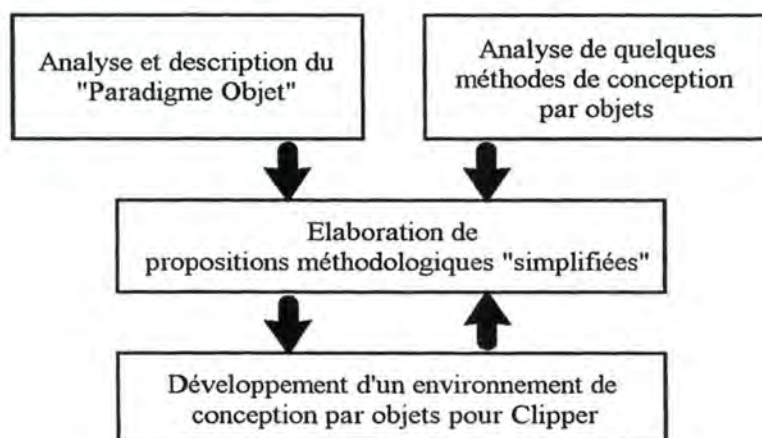 Analyse et description du
"Paradigme Objet"
Analyse de quelques
méthodes de conception
par objets
Elaboration de
propositions méthodologiques "simplifiées"
Développement d'un environnement de
conception par objets pour Clipper